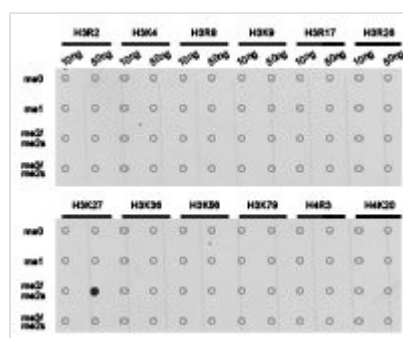 H3R2 H3K4 H3R8 H3K9 H3R17 H3R26
10ng 50ng 10ng 50ng 10ng 50ng 10ng 50ng 10ng 50ng 10ng 50ng
me0
me1
me2/
me2s
me3/
me2a
H3K27 H3K36 H3K56 H3K79 H4R3 H4K20
me0
me1
me2/
me2s
me3/
me2a